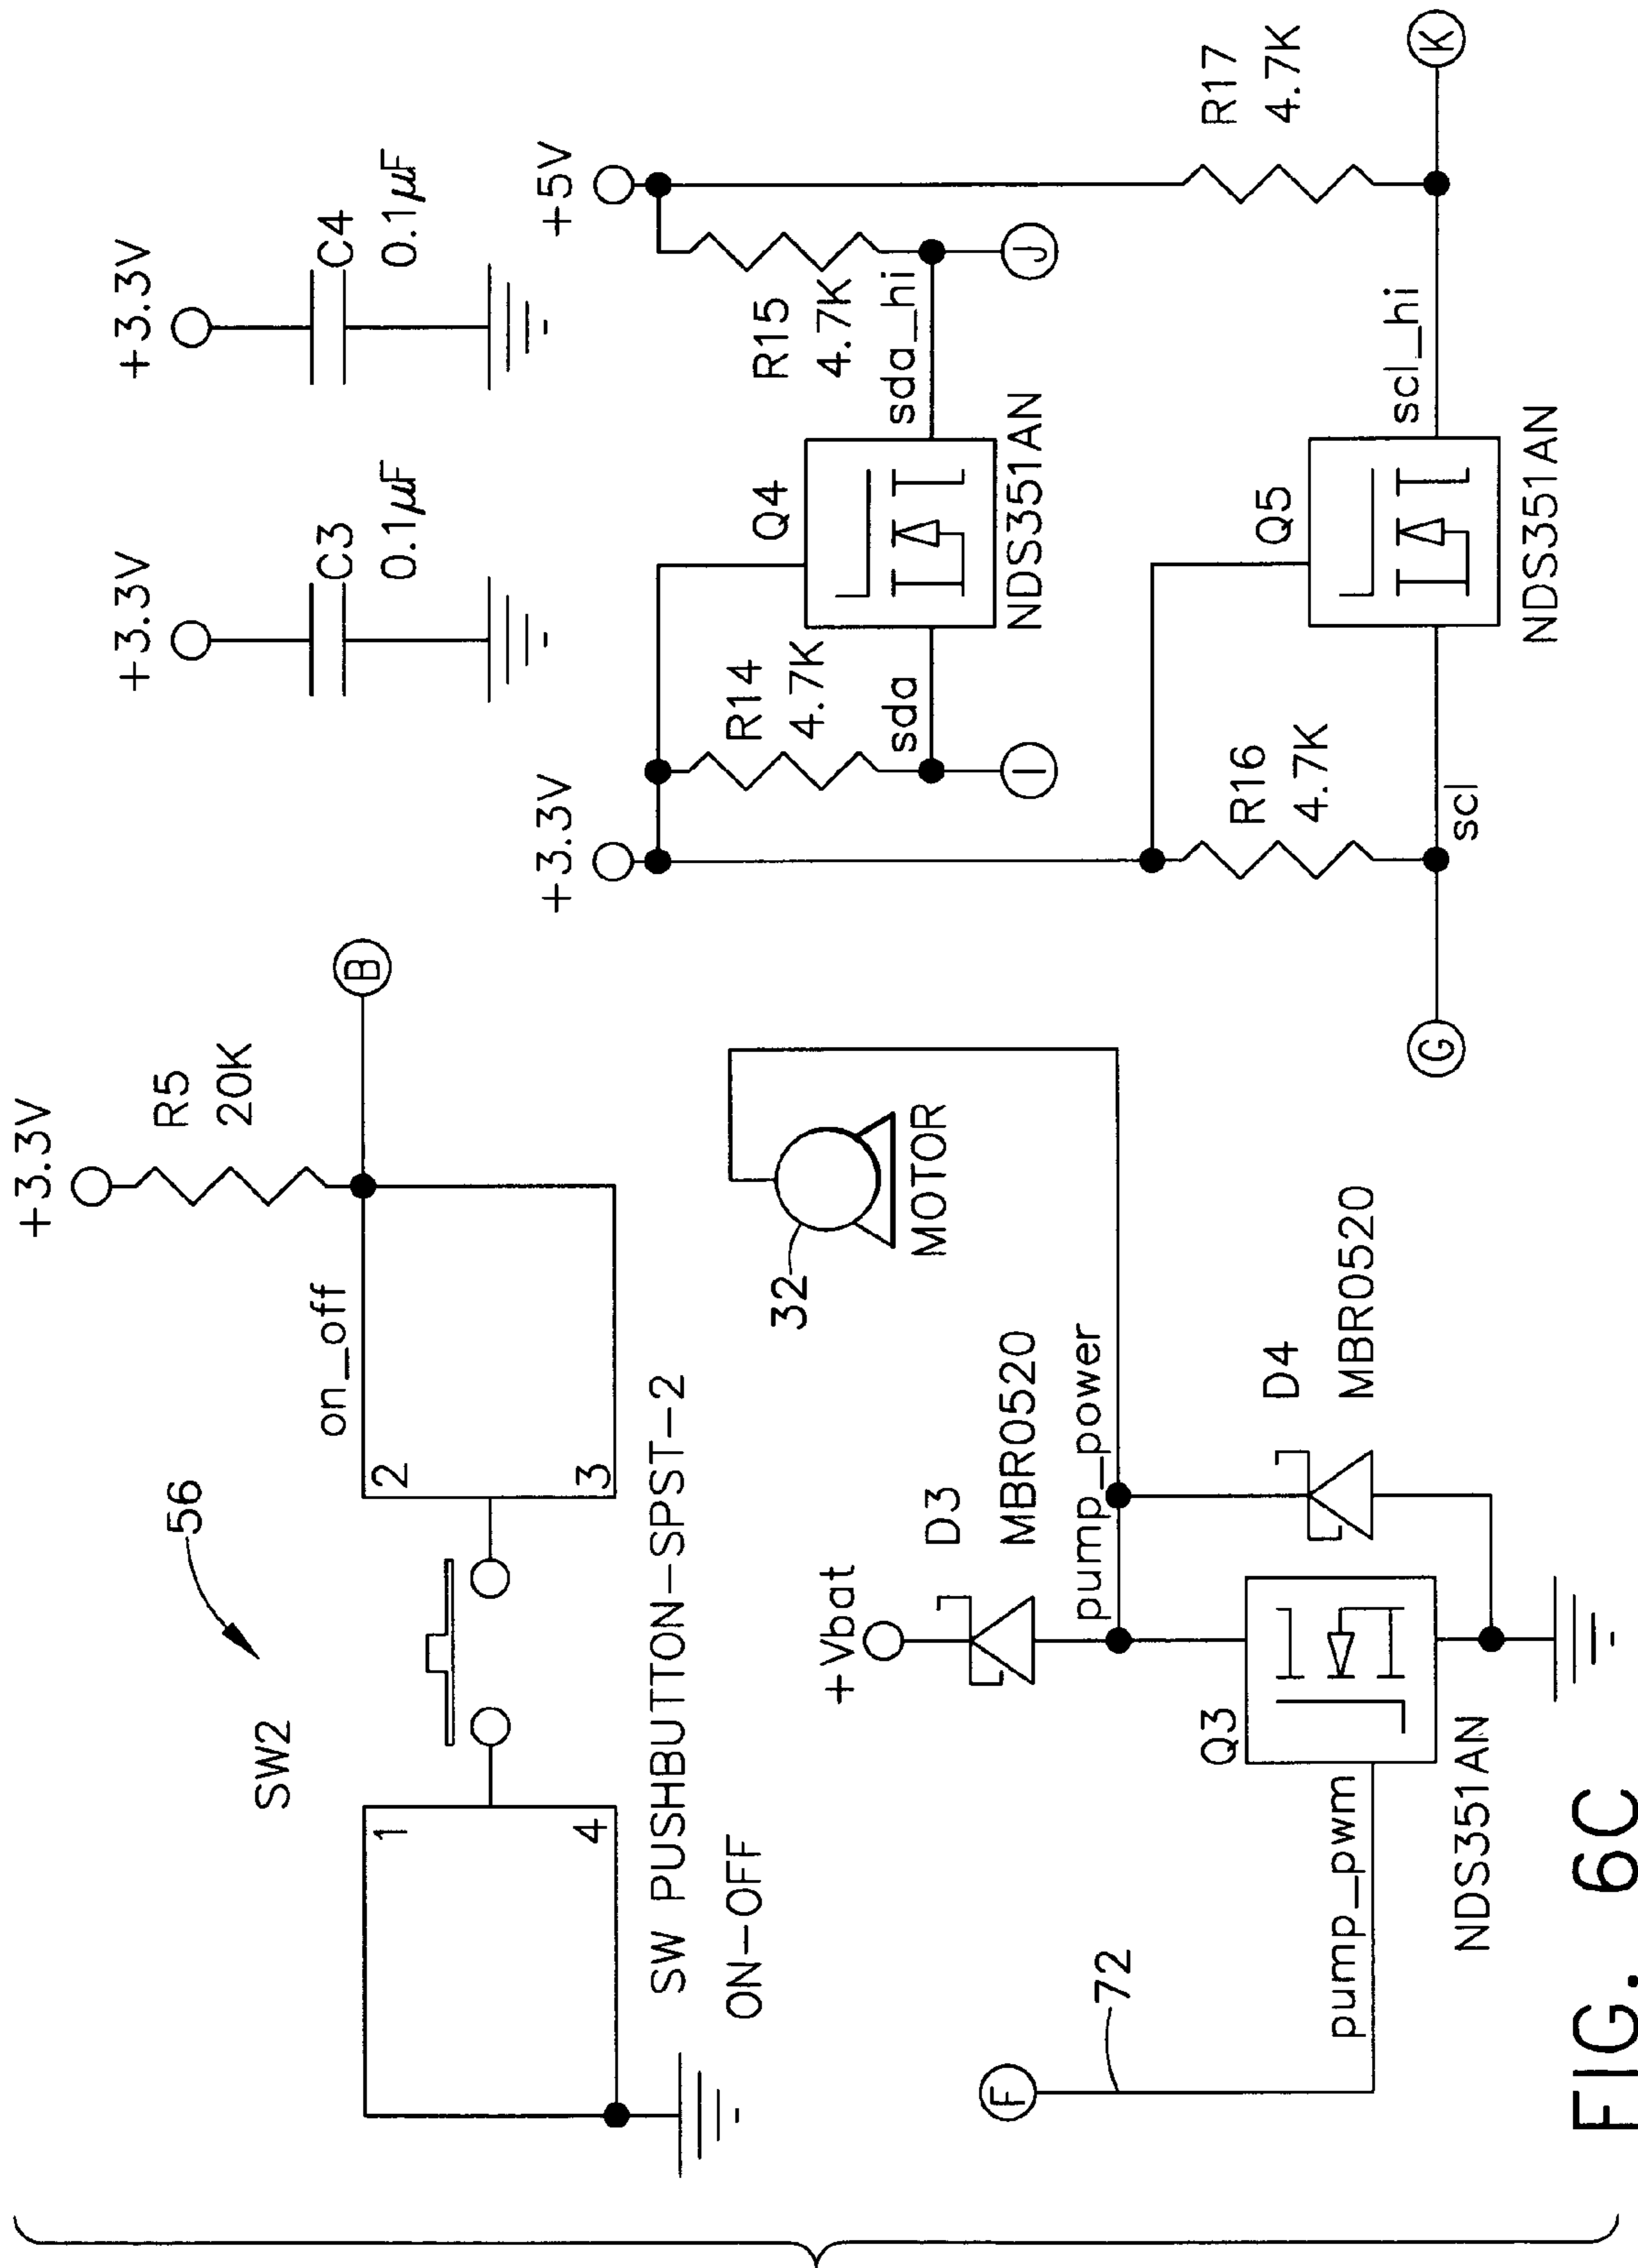 +3.3V
R5
20K
on_off
B
56
SW2
1
4
2
3
SW PUSHBUTTON-SPST-2
ON-OFF
+3.3V
C3
0.1µF
+3.3V
C4
0.1µF
32
MOTOR
+Vbat
D3
MBR0520
pump_power
D4
MBR0520
F
72
pump_pwm
Q3
NDS351AN
+3.3V
R14
4.7K
sda
I
Q4
NDS351AN
+5V
R15
4.7K
sda_hi
J
R16
4.7K
scl
G
Q5
NDS351AN
scl_hi
R17
4.7K
K
FIG. 6C